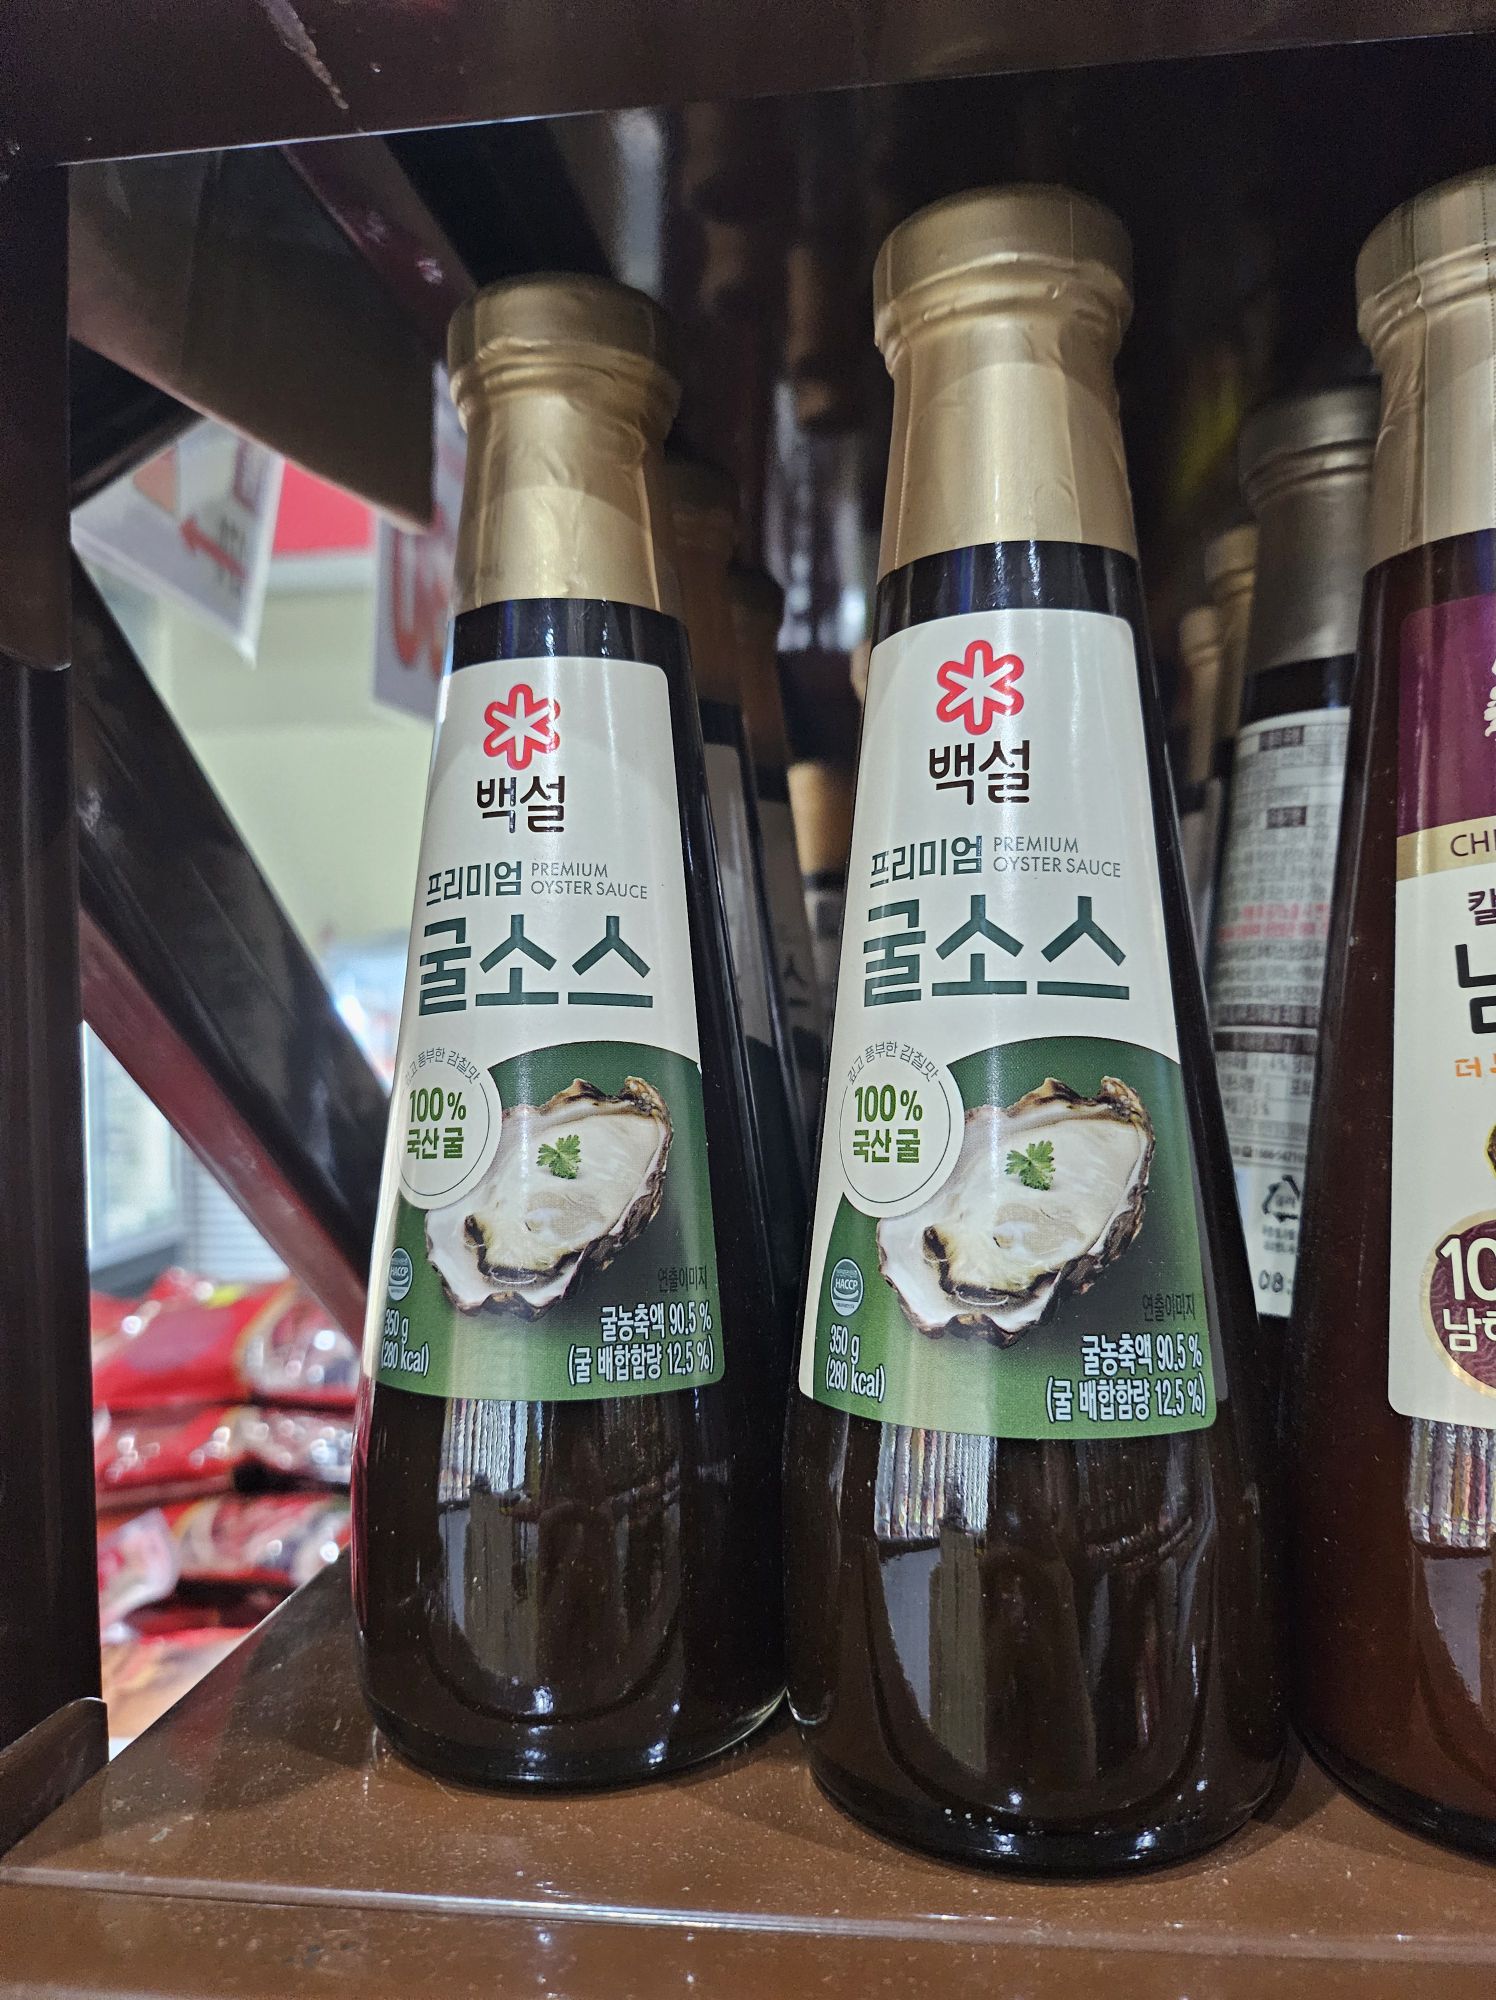 백설
프리미엄 PREMIUM
OYSTER SAUCE
굴소스
깊고 풍부한 감칠맛
100%
국산 굴
HACCP
연출이미지
350 g
(280 kcal)
굴농축액 90.5 %
(굴 배합함량 12.5 %)
백설
프리미엄 PREMIUM
OYSTER SAUCE
굴소스
깊고 풍부한 감칠맛
100%
국산 굴
HACCP
연출이미지
350 g
(280 kcal)
굴농축액 90.5 %
(굴 배합함량 12.5 %)